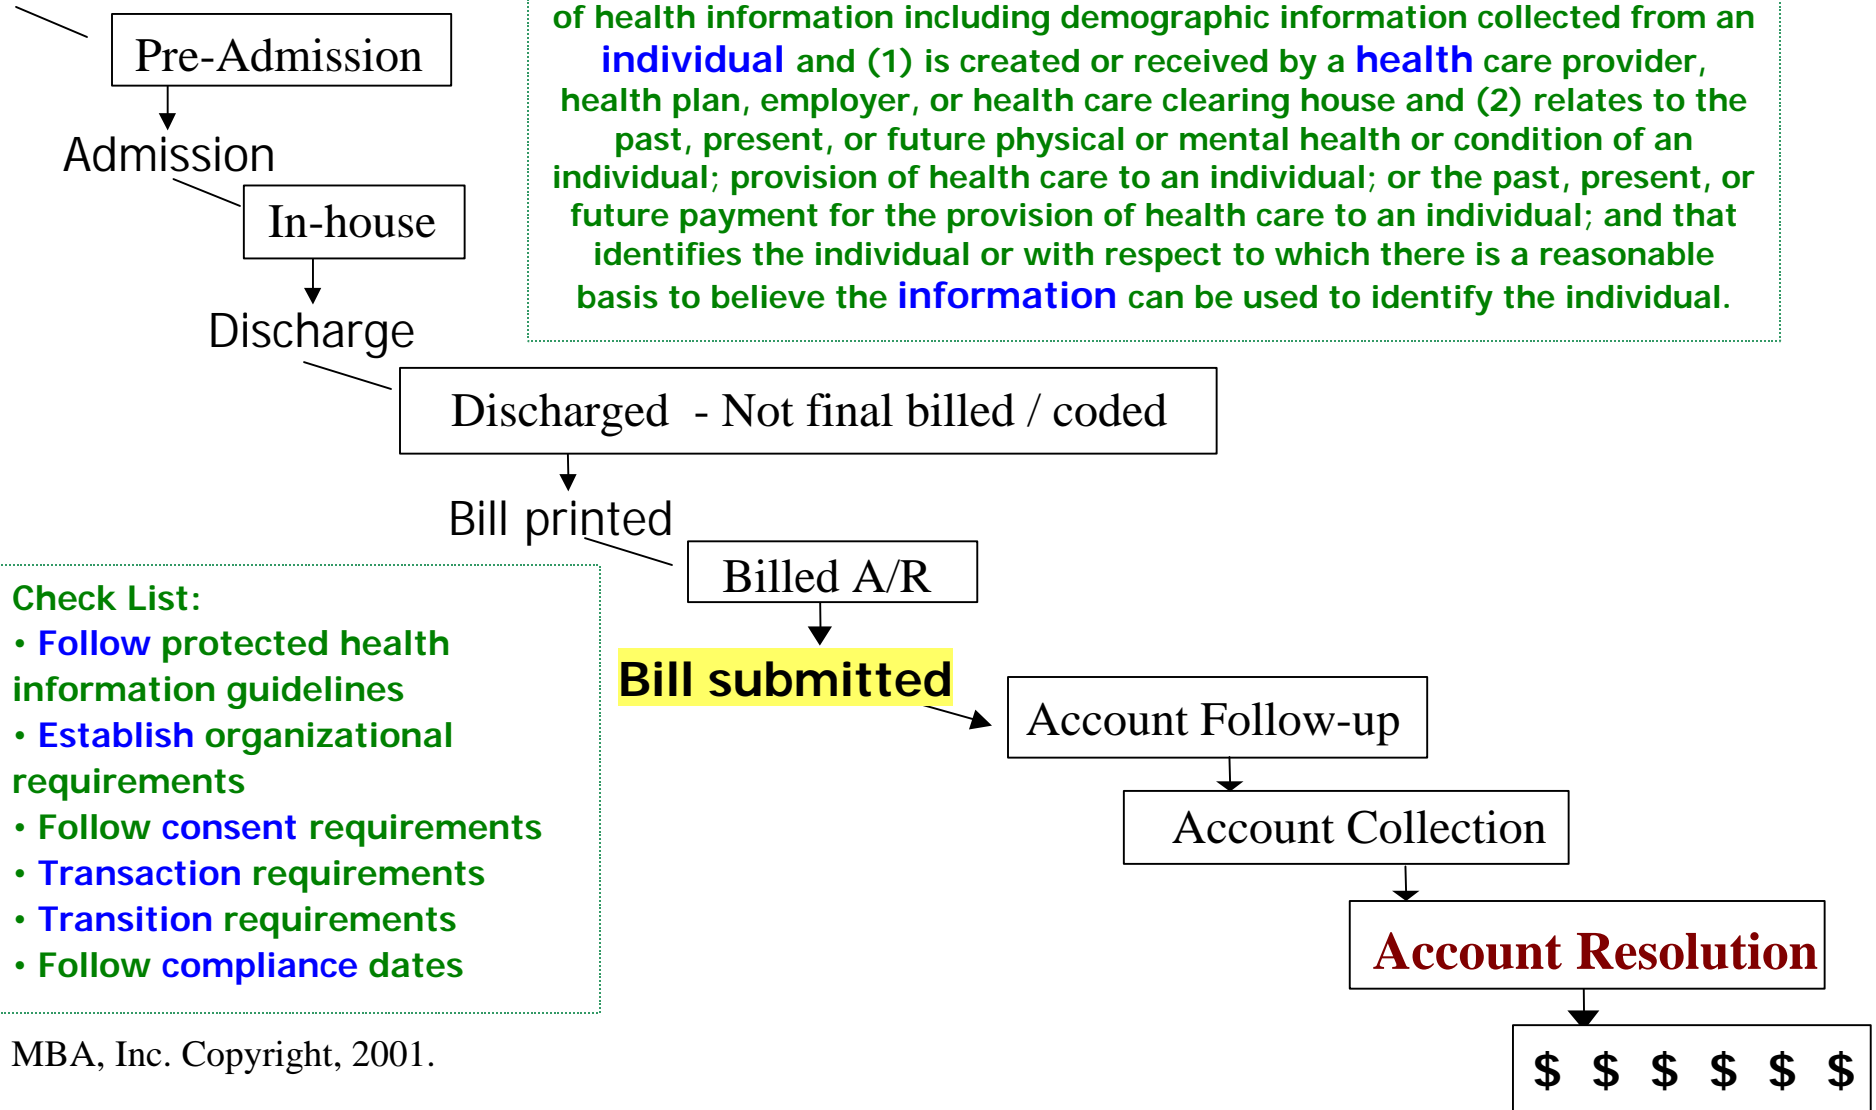 of health information including demographic information collected from an
individual and (1) is created or received by a health care provider,
health plan, employer, or health care clearing house and (2) relates to the
past, present, or future physical or mental health or condition of an
individual; provision of health care to an individual; or the past, present, or
future payment for the provision of health care to an individual; and that
identifies the individual or with respect to which there is a reasonable
basis to believe the information can be used to identify the individual.
Pre-Admission
Admission
In-house
Discharge
Discharged - Not final billed / coded
Bill printed
Billed A/R
Bill submitted
Account Follow-up
Account Collection
Account Resolution
$ $ $ $ $ $
Check List:
• Follow protected health
information guidelines
• Establish organizational
requirements
• Follow consent requirements
• Transaction requirements
• Transition requirements
• Follow compliance dates
MBA, Inc. Copyright, 2001.